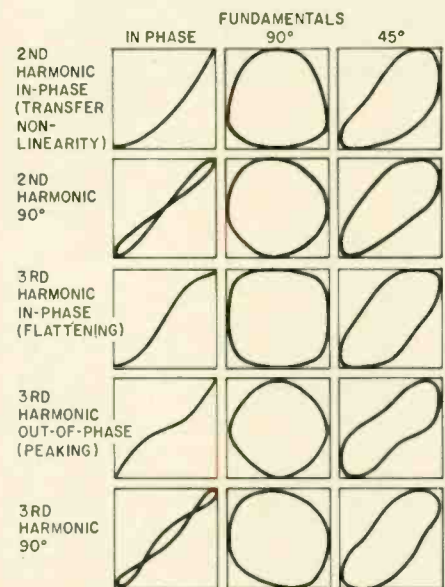 FUNDAMENTALS
IN PHASE 90° 45°
2ND
HARMONIC
IN-PHASE
(TRANSFER
NON-
LINEARITY)
2ND
HARMONIC
90°
3RD
HARMONIC
IN-PHASE
(FLATTENING)
3RD
HARMONIC
OUT-OF-PHASE
(PEAKING)
3RD
HARMONIC
90°